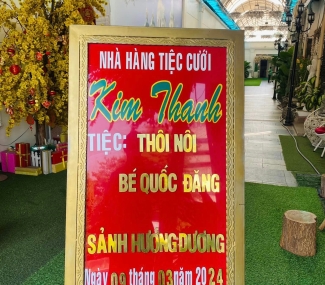 NHÀ HÀNG TIỆC CƯỚI
Kim Thanh
TIỆC: THÔI NÔI
BÉ QUỐC ĐĂNG
SẢNH HƯỚNG DƯƠNG
Ngày 09 tháng 03 năm 2024